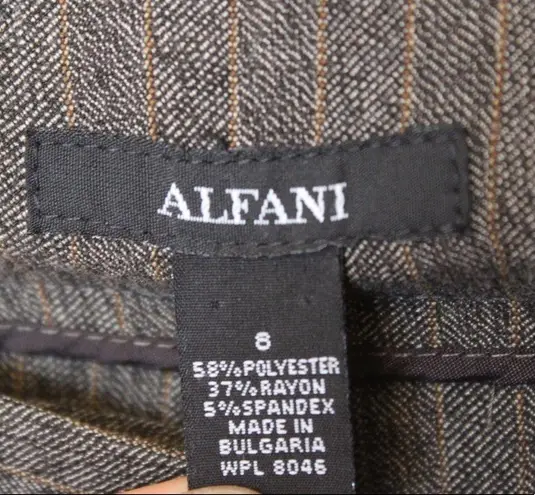 ALFANI
8
58%POLYESTER
37%RAYON
5%SPANDEX
MADE IN
BULGARIA
WPL 8046